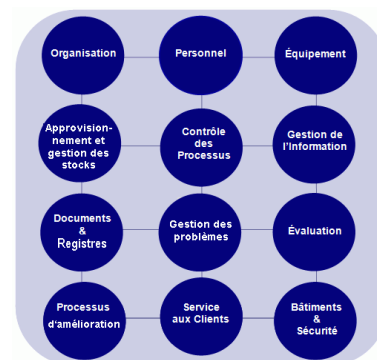 Organisation
Personnel
Équipement
Approvision-
nement et
gestion des
stocks
Contrôle
des
Processus
Gestion de
l'Information
Documents
&
Registres
Gestion des
problèmes
Évaluation
Processus
d'amélioration
Service
aux Clients
Bâtiments
&
Sécurité